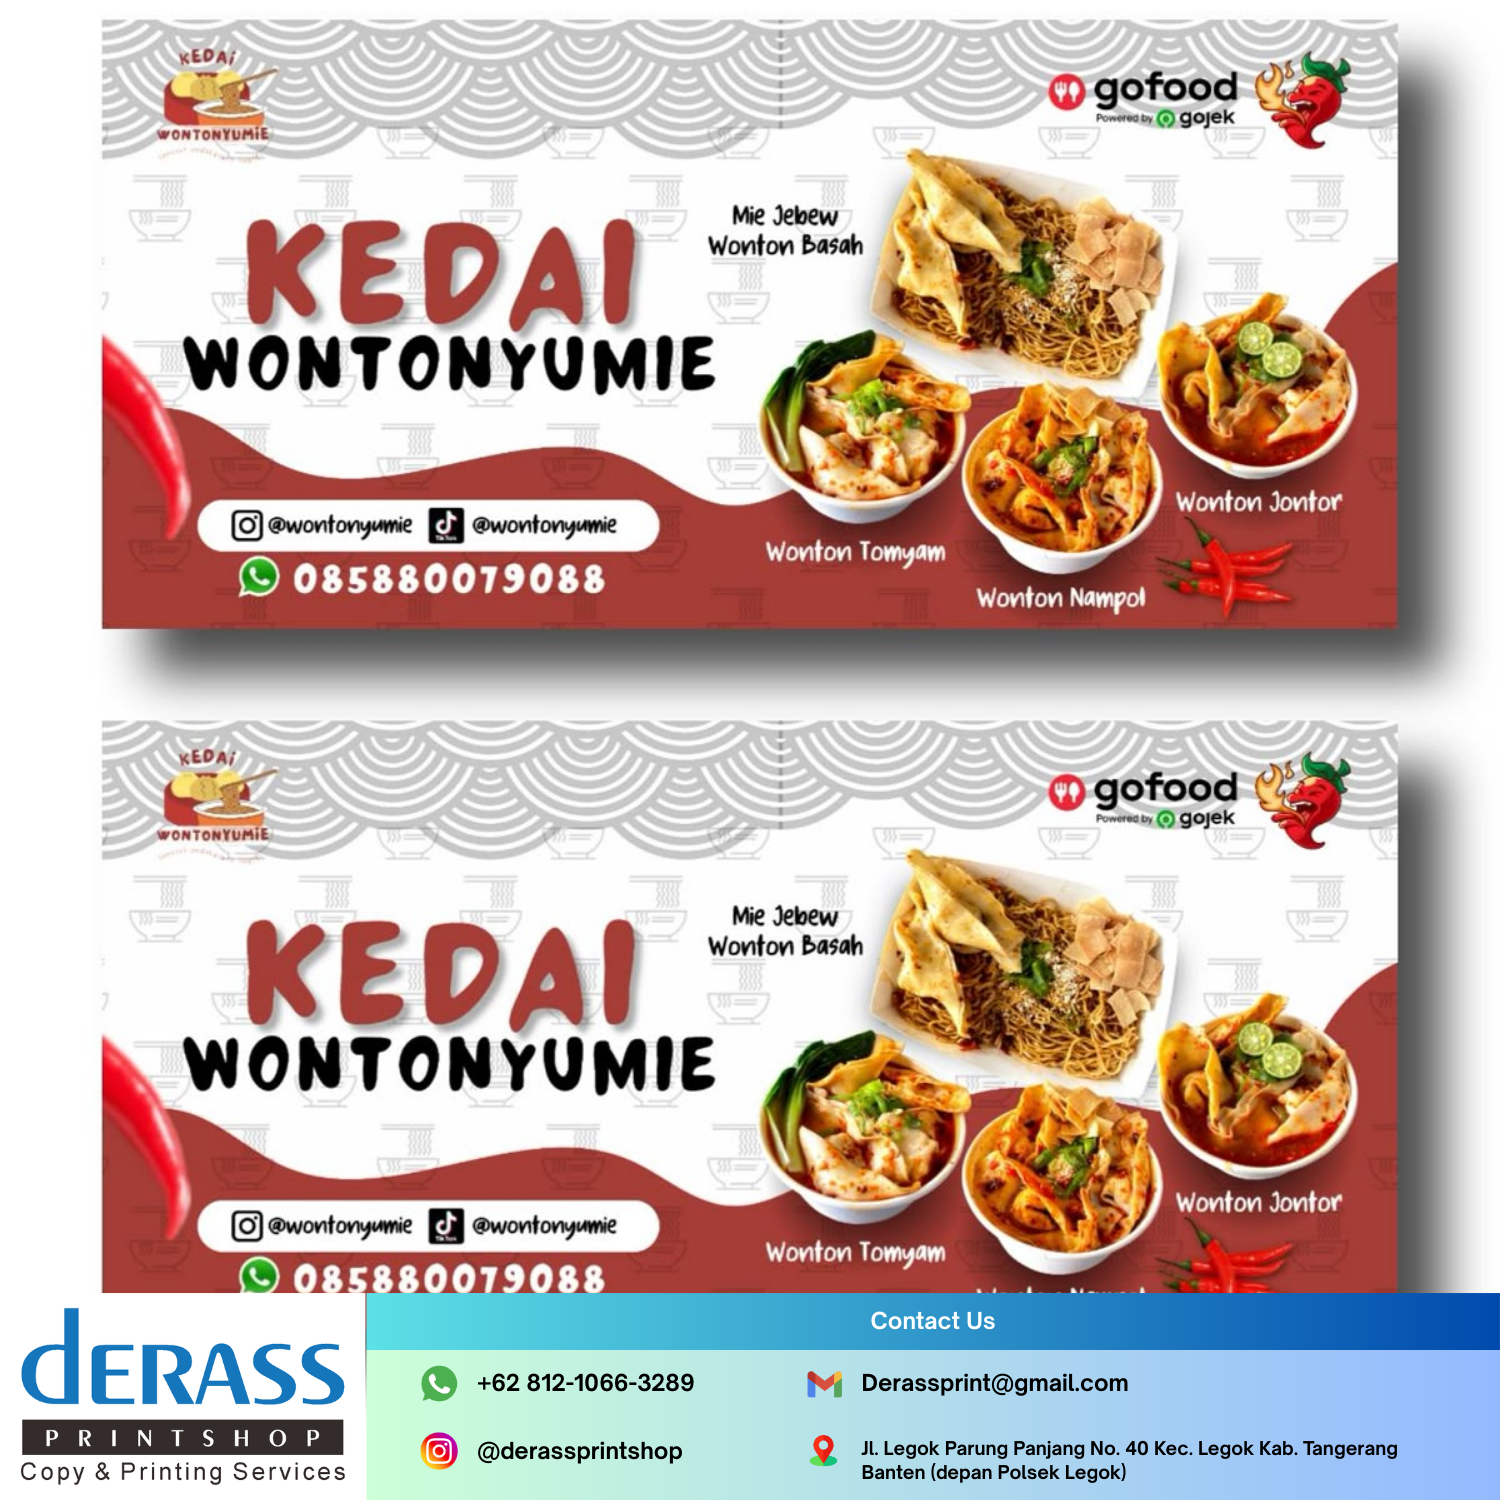 KEDAi
WONTONYUMiE
gofood
Powered by gojek
KEDAI
WONTONYUMIE
Mie Jebew
Wonton Basah
Wonton Jontor
Wonton Tomyam
Wonton Nampol
@wontonyumie TikTok @wontonyumie
085880079088
KEDAi
WONTONYUMiE
gofood
Powered by gojek
KEDAI
WONTONYUMIE
Mie Jebew
Wonton Basah
Wonton Jontor
Wonton Tomyam
@wontonyumie TikTok @wontonyumie
085880079088
dERASS
PRINTSHOP
Copy & Printing Services
Contact Us
+62 812-1066-3289
Derassprint@gmail.com
@derassprintshop
Jl. Legok Parung Panjang No. 40 Kec. Legok Kab. Tangerang
Banten (depan Polsek Legok)